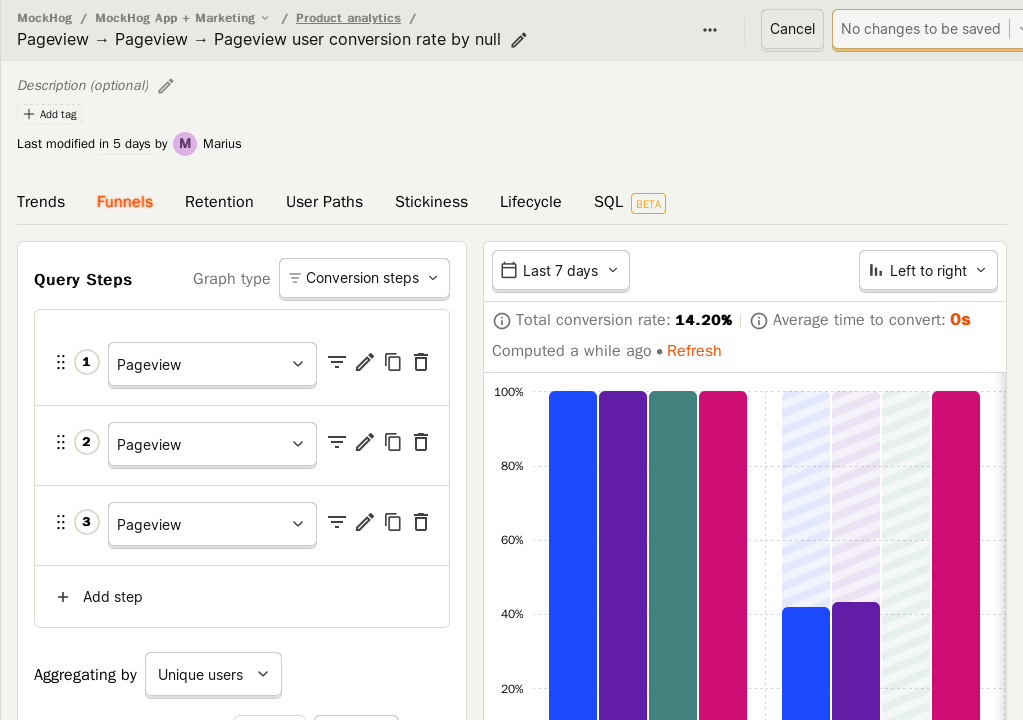 MockHog / MockHog App + Marketing / Product analytics /
Pageview → Pageview → Pageview user conversion rate by null
Cancel
No changes to be saved
Description (optional)
Add tag
Last modified in 5 days by M Marius
Trends Funnels Retention User Paths Stickiness Lifecycle SQL BETA
Query Steps
Graph type Conversion steps
1 Pageview
2 Pageview
3 Pageview
+ Add step
Aggregating by Unique users
Last 7 days
Left to right
Total conversion rate: 14.20% Average time to convert: 0s
Computed a while ago • Refresh
100%
80%
60%
40%
20%